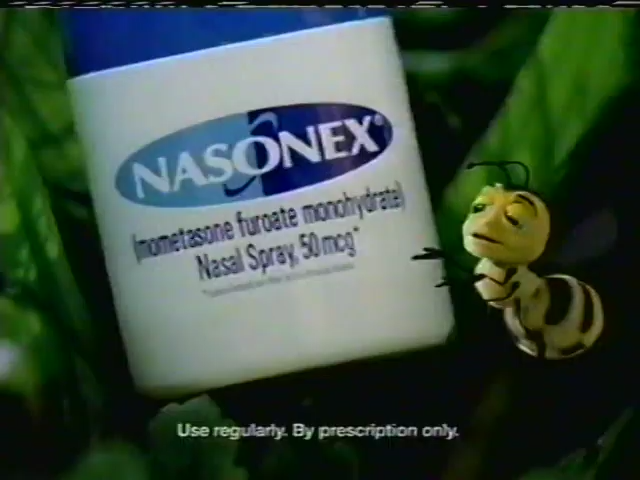 NASONEX®
(mometasone furoate monohydrate)
Nasal Spray, 50 mcg*
Use regularly. By prescription only.